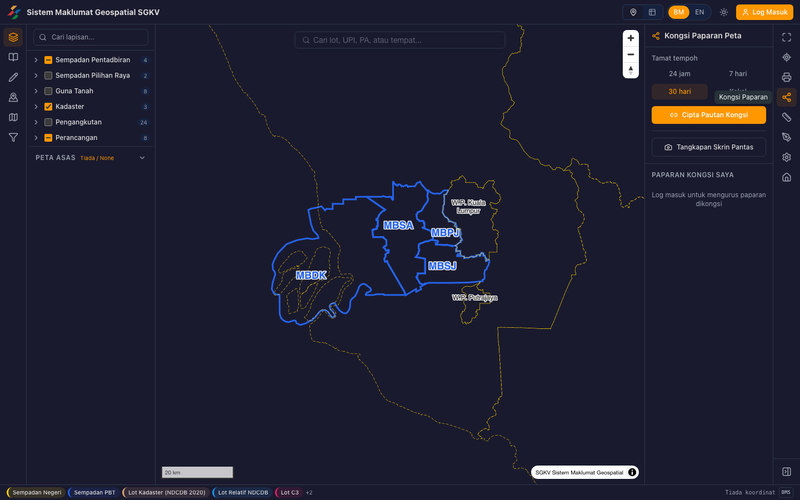 Sistem Maklumat Geospatial SGKV
BM EN
Log Masuk
Cari lapisan...
Sempadan Pentadbiran 4
Sempadan Pilihan Raya 2
Guna Tanah 8
Kadaster 3
Pengangkutan 24
Perancangan 8
PETA ASAS Tiada / None
Cari lot, UPI, PA, atau tempat...
W.P. Kuala
Lumpur
MBSA
MBPJ
MBSJ
MBDK
W.P. Putrajaya
20 km
SGKV Sistem Maklumat Geospatial
Kongsi Paparan Peta
Tamat tempoh
24 jam 7 hari
30 hari
Kongsi Paparan
Cipta Pautan Kongsi
Tangkapan Skrin Pantas
PAPARAN KONGSI SAYA
Log masuk untuk mengurus paparan
dikongsi
Sempadan Negeri Sempadan PBT Lot Kadaster (NDCDB 2020) Lot Relatif NDCDB Lot C3 +2
Tiada koordinat BMS